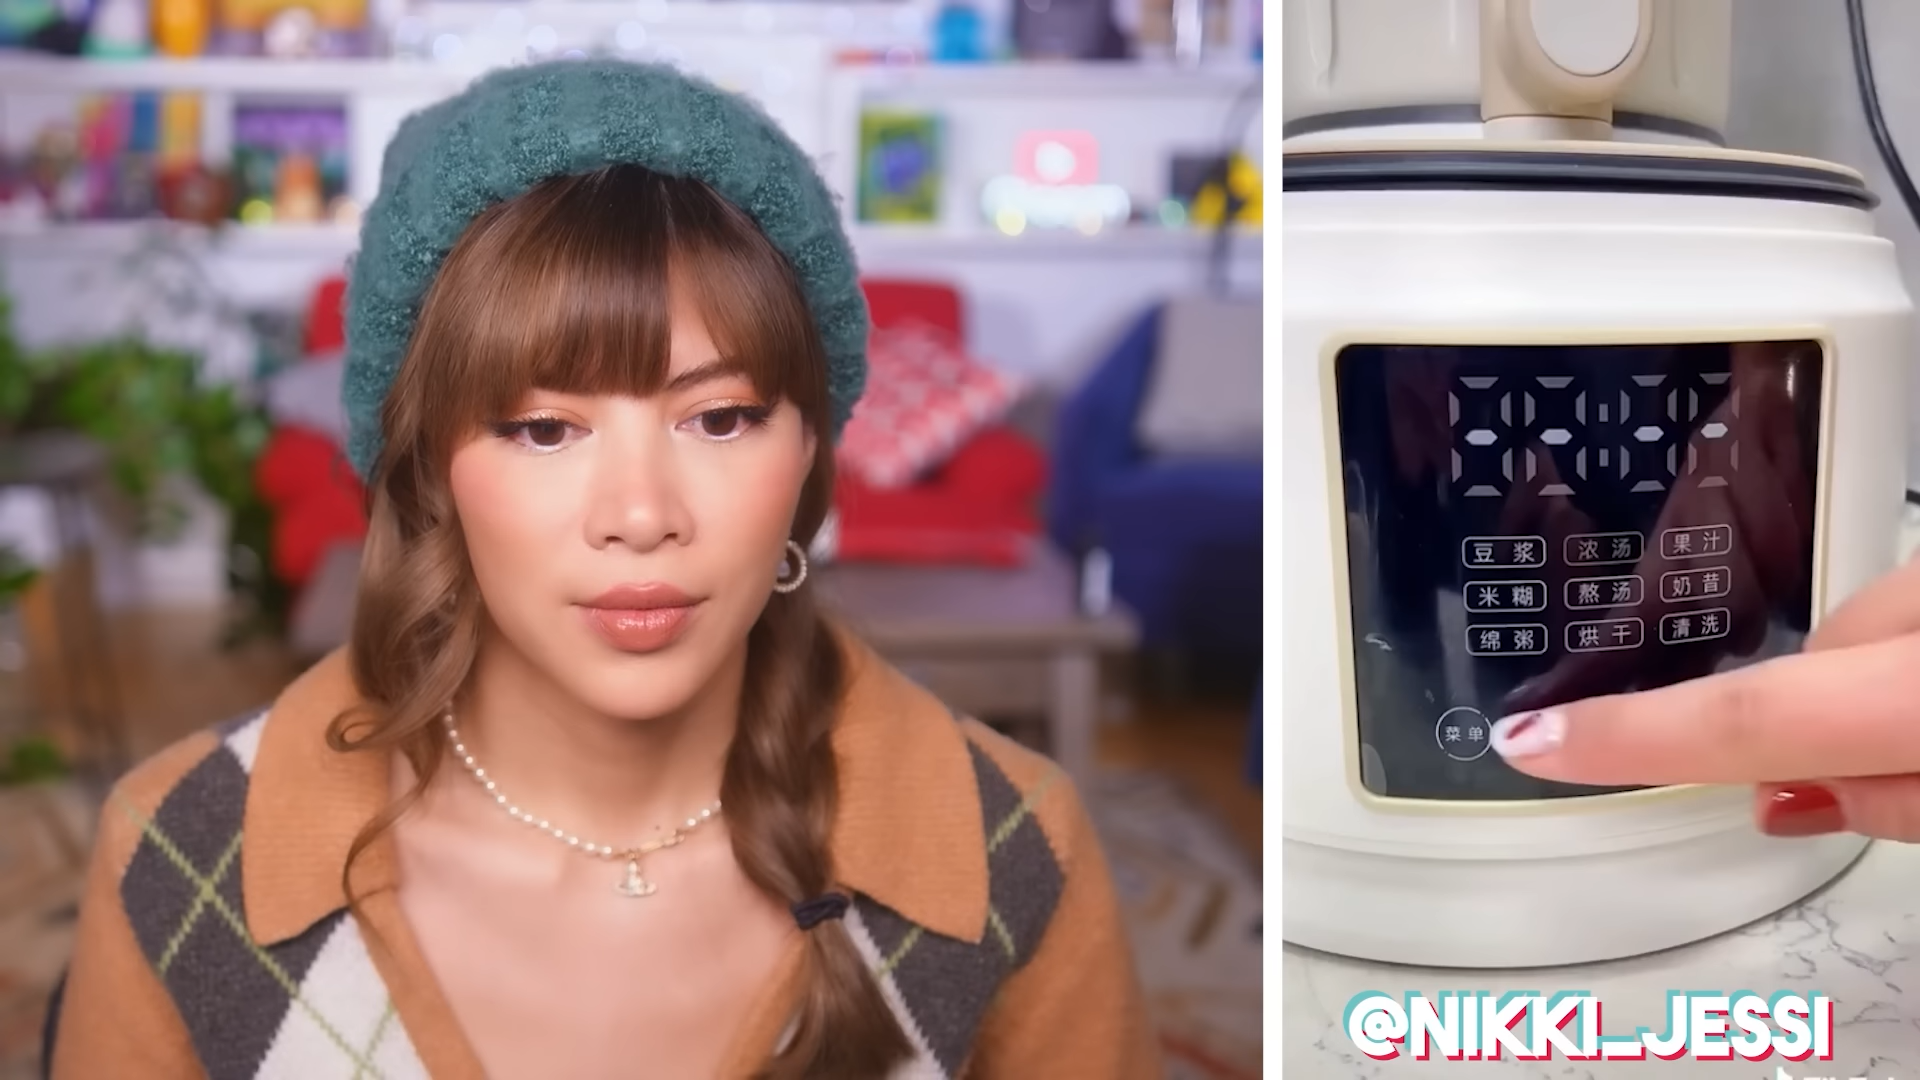 豆浆 浓汤 果汁
米糊 熬汤 奶昔
绵粥 烘干 清洗
菜单
@NIKKI_JESSI